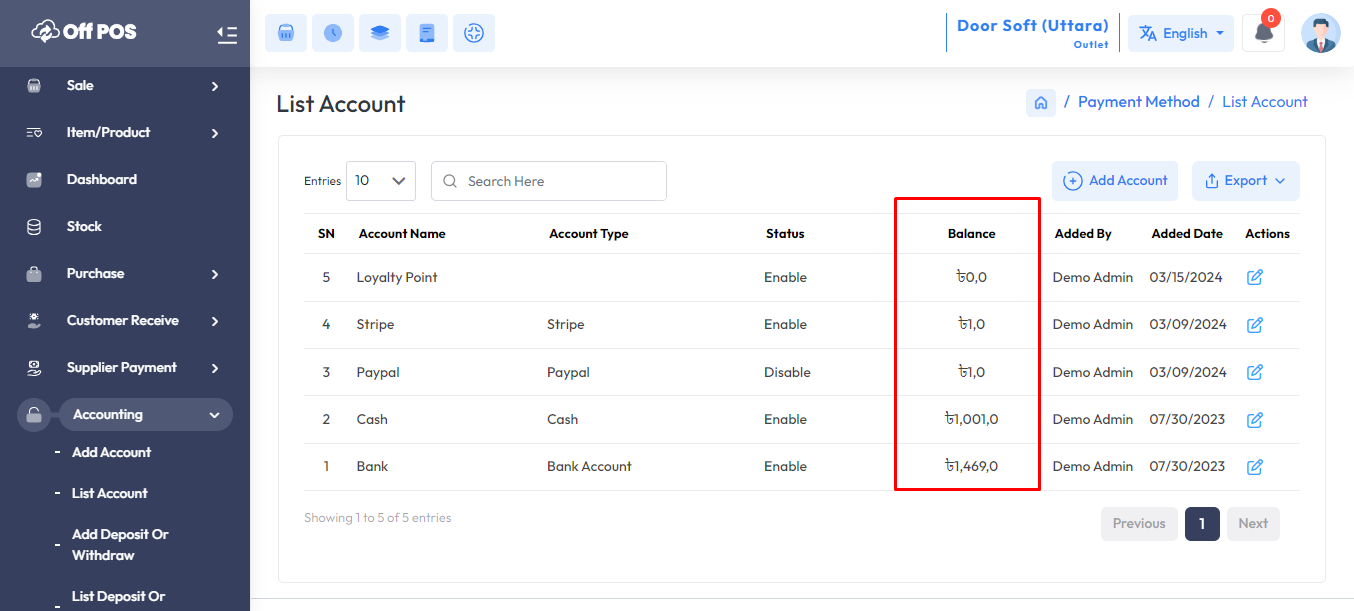 Off POS
Door Soft (Uttara)
Outlet
English
0
Sale
Item/Product
Dashboard
Stock
Purchase
Customer Receive
Supplier Payment
Accounting
- Add Account
- List Account
- Add Deposit Or
Withdraw
- List Deposit Or
List Account
/ Payment Method / List Account
Entries 10 Search Here Add Account Export
SN Account Name Account Type Status Balance Added By Added Date Actions
5 Loyalty Point Enable ৳0,0 Demo Admin 03/15/2024
4 Stripe Stripe Enable ৳1,0 Demo Admin 03/09/2024
3 Paypal Paypal Disable ৳1,0 Demo Admin 03/09/2024
2 Cash Cash Enable ৳1,001,0 Demo Admin 07/30/2023
1 Bank Bank Account Enable ৳1,469,0 Demo Admin 07/30/2023
Showing 1 to 5 of 5 entries
Previous 1 Next